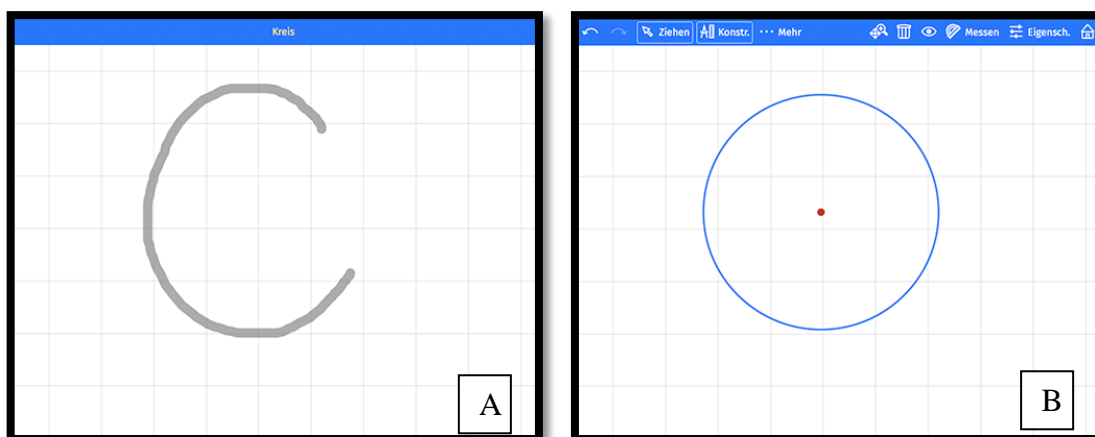 Kreis
Ziehen Konstr. ··· Mehr Messen Eigensch.
A
B